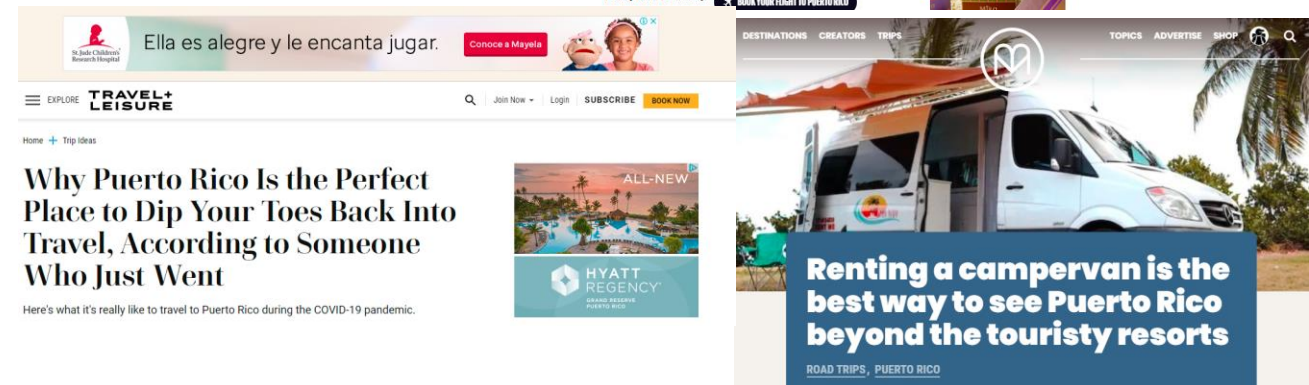 BOOK YOUR FLIGHT TO PUERTO RICO
St. Jude Children's
Research Hospital
Ella es alegre y le encanta jugar.
Conoce a Mayela
EXPLORE
TRAVEL+
LEISURE
Join Now
Login
SUBSCRIBE
BOOK NOW
Home + Trip Ideas
Why Puerto Rico Is the Perfect
Place to Dip Your Toes Back Into
Travel, According to Someone
Who Just Went
Here's what it's really like to travel to Puerto Rico during the COVID-19 pandemic.
ALL-NEW
HYATT
REGENCY
GRAND RESERVE
PUERTO RICO
DESTINATIONS CREATORS TRIPS
TOPICS ADVERTISE SHOP
Renting a campervan is the
best way to see Puerto Rico
beyond the touristy resorts
ROAD TRIPS, PUERTO RICO